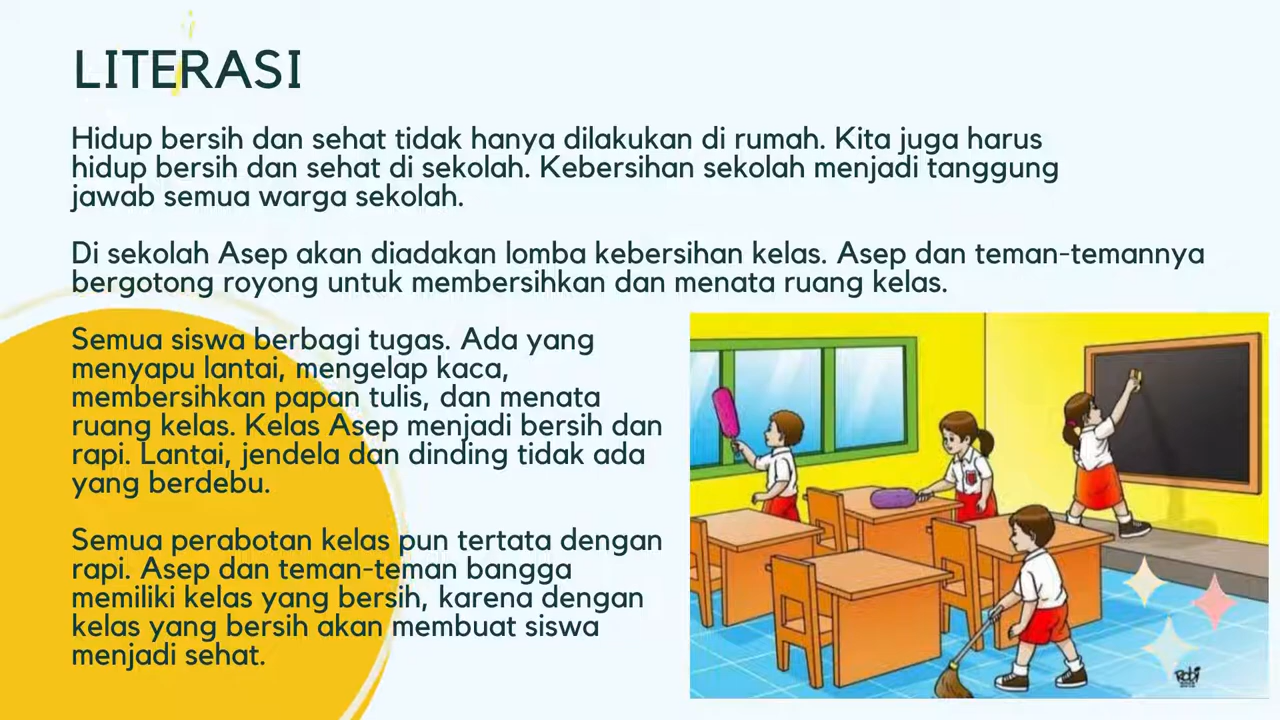 LITERASI
Hidup bersih dan sehat tidak hanya dilakukan di rumah. Kita juga harus
hidup bersih dan sehat di sekolah. Kebersihan sekolah menjadi tanggung
jawab semua warga sekolah.
Di sekolah Asep akan diadakan lomba kebersihan kelas. Asep dan teman-temannya
bergotong royong untuk membersihkan dan menata ruang kelas.
Semua siswa berbagi tugas. Ada yang
menyapu lantai, mengelap kaca,
membersihkan papan tulis, dan menata
ruang kelas. Kelas Asep menjadi bersih dan
rapi. Lantai, jendela dan dinding tidak ada
yang berdebu.
Semua perabotan kelas pun tertata dengan
rapi. Asep dan teman-teman bangga
memiliki kelas yang bersih, karena dengan
kelas yang bersih akan membuat siswa
menjadi sehat.
Robi